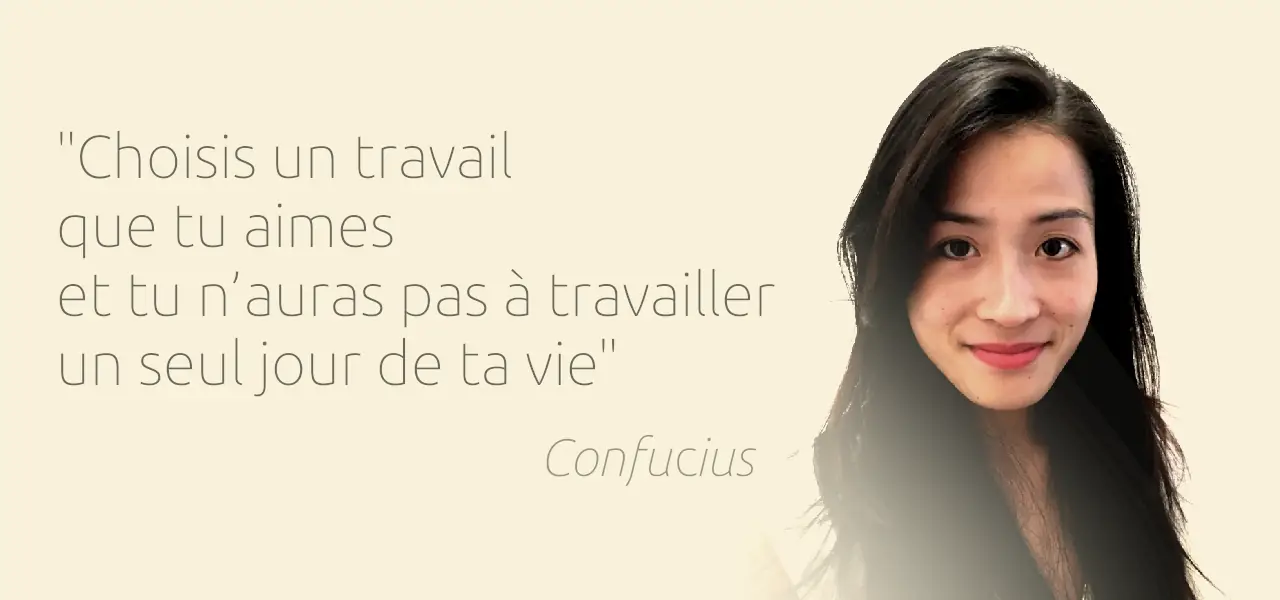 "Choisis un travail
que tu aimes
et tu n’auras pas à travailler
un seul jour de ta vie"
Confucius